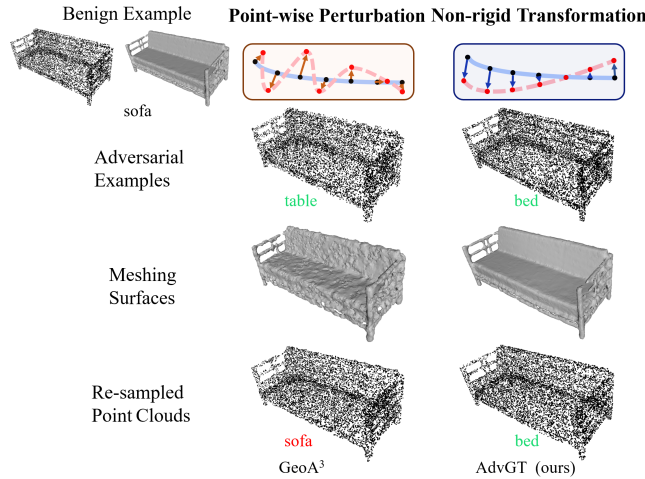 Benign Example
Point-wise Perturbation
Non-rigid Transformation
sofa
Adversarial
Examples
table
bed
Meshing
Surfaces
Re-sampled
Point Clouds
sofa
bed
GeoA³
AdvGT (ours)